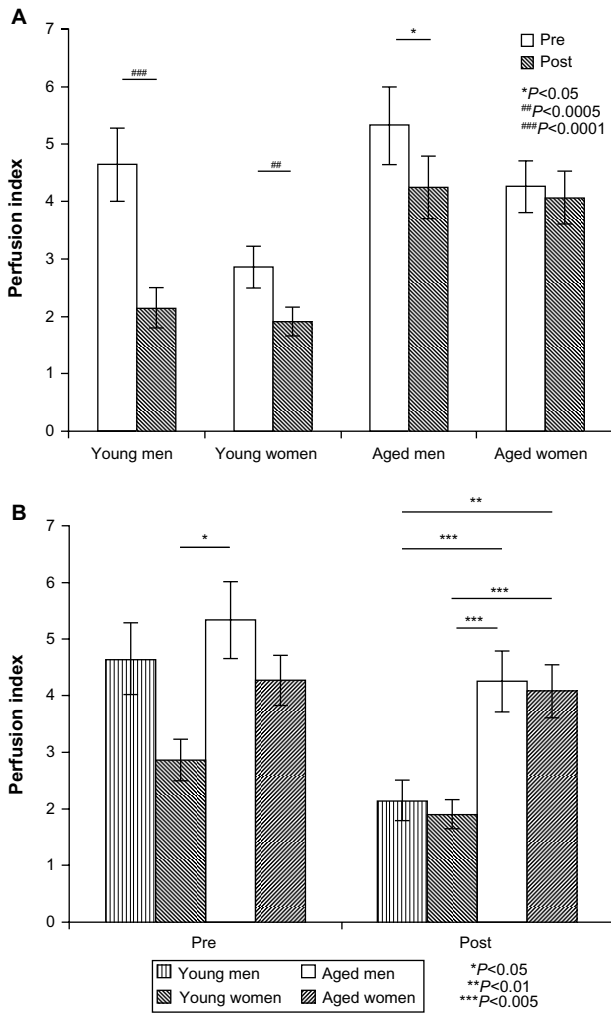 A
Perfusion index
7
6
5
4
3
2
1
0
###
##
*
Pre
Post
*P<0.05
##P<0.0005
###P<0.0001
Young men
Young women
Aged men
Aged women
B
Perfusion index
7
6
5
4
3
2
1
0
*
**
***
***
***
Pre
Post
Young men
Aged men
Young women
Aged women
*P<0.05
**P<0.01
***P<0.005